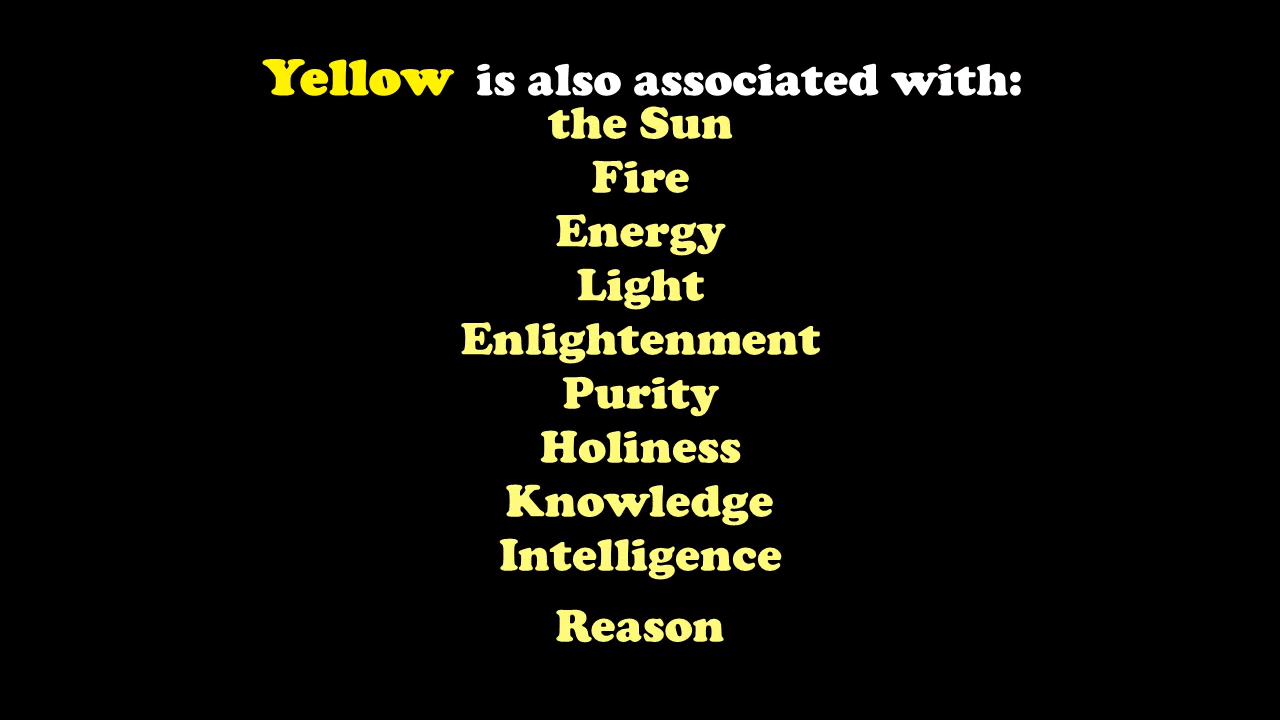 Yellow is also associated with:
the Sun
Fire
Energy
Light
Enlightenment
Purity
Holiness
Knowledge
Intelligence
Reason